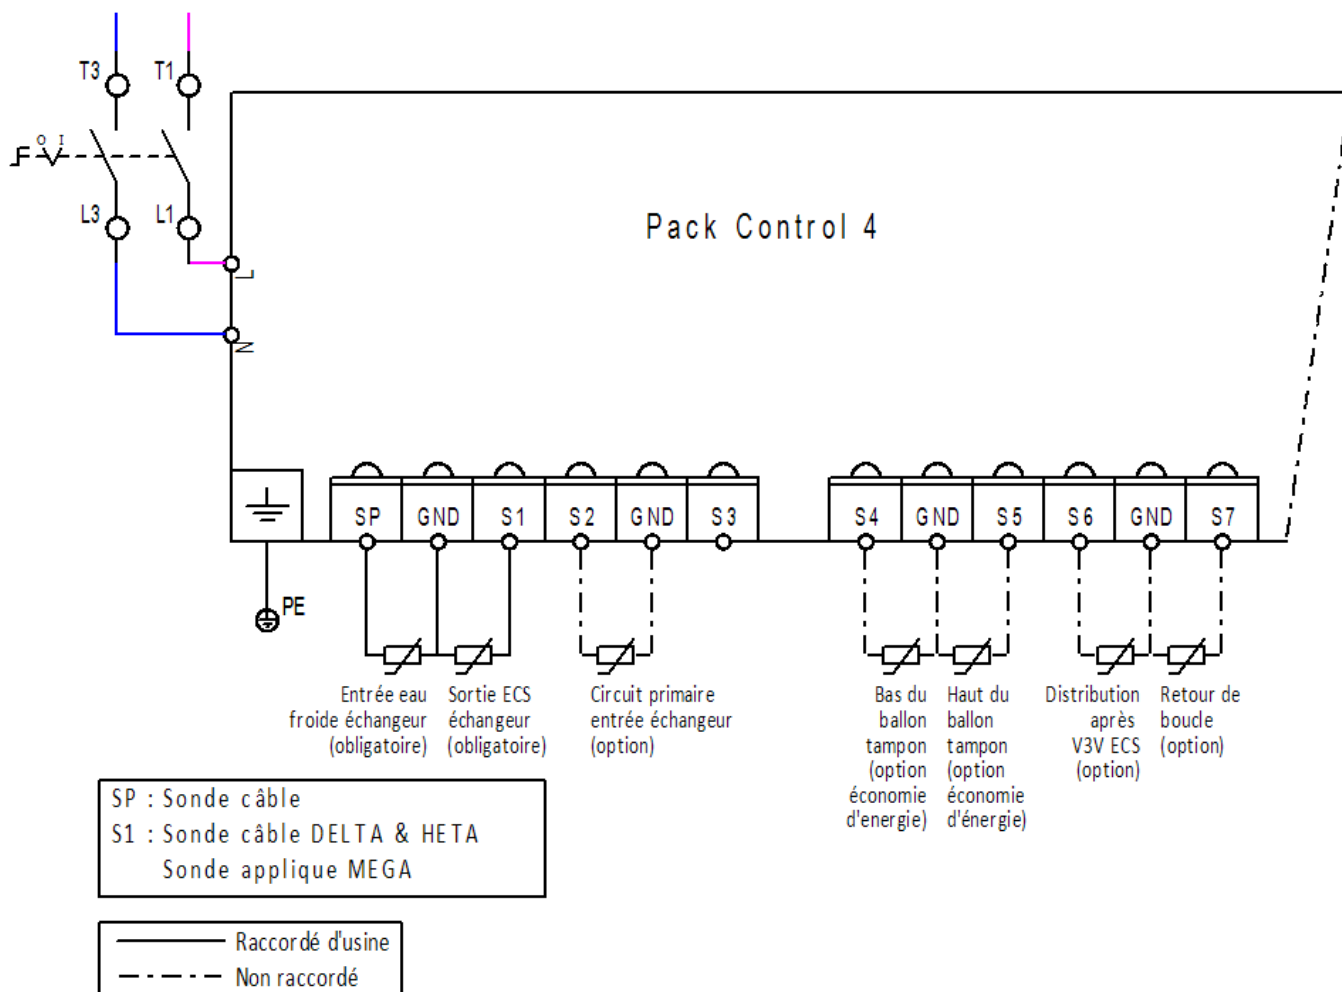 T3 T1
O I
L3 L1
Pack Control 4
L
N
SP GND S1 S2 GND S3 S4 GND S5 S6 GND S7
PE
Entrée eau
froide échangeur
(obligatoire)
Sortie ECS
échangeur
(obligatoire)
Circuit primaire
entrée échangeur
(option)
Bas du
ballon
tampon
(option
économie
d'energie)
Haut du
ballon
tampon
(option
économie
d'énergie)
Distribution
après
V3V ECS
(option)
Retour de
boucle
(option)
SP : Sonde câble
S1 : Sonde câble DELTA & HETA
Sonde applique MEGA
Raccordé d'usine
Non raccordé